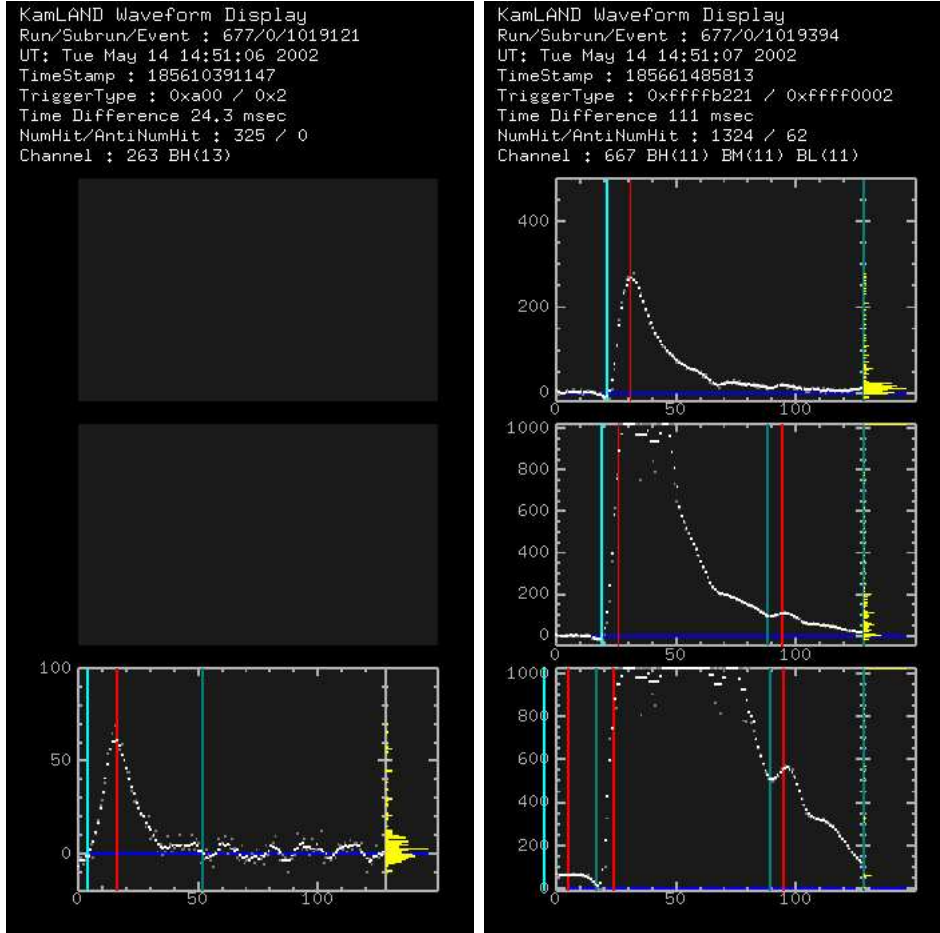 KamLAND Waveform Display
Run/Subrun/Event : 677/0/1019121
UT: Tue May 14 14:51:06 2002
TimeStamp : 185610391147
TriggerType : 0xa00 / 0x2
Time Difference 24.3 msec
NumHit/AntiNumHit : 325 / 0
Channel : 263 BH(13)
100
50
0
0 50 100
KamLAND Waveform Display
Run/Subrun/Event : 677/0/1019394
UT: Tue May 14 14:51:07 2002
TimeStamp : 185661485813
TriggerType : 0xffffb221 / 0xffff0002
Time Difference 111 msec
NumHit/AntiNumHit : 1324 / 62
Channel : 667 BH(11) BM(11) BL(11)
400
200
0
0 50 100
1000
800
600
400
200
0
0 50 100
1000
800
600
400
200
0
0 50 100